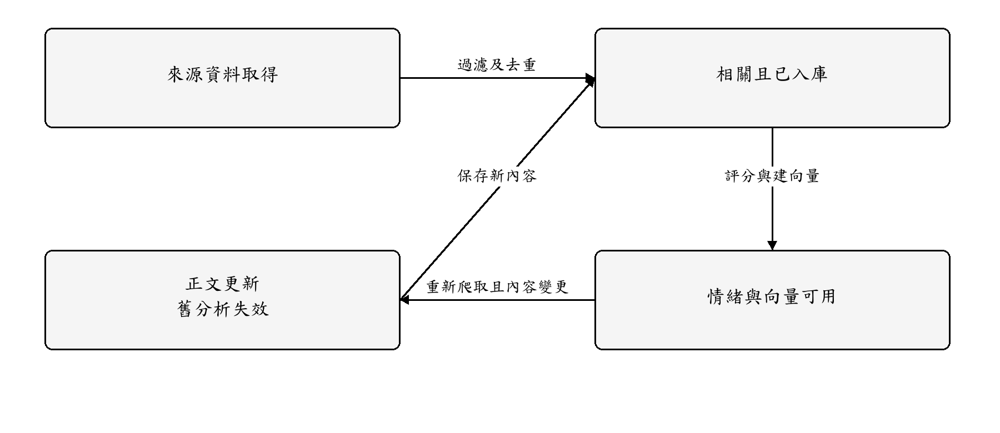 來源資料取得
過濾及去重
相關且已入庫
保存新內容
評分與建向量
正文更新
舊分析失效
重新爬取且內容變更
情緒與向量可用